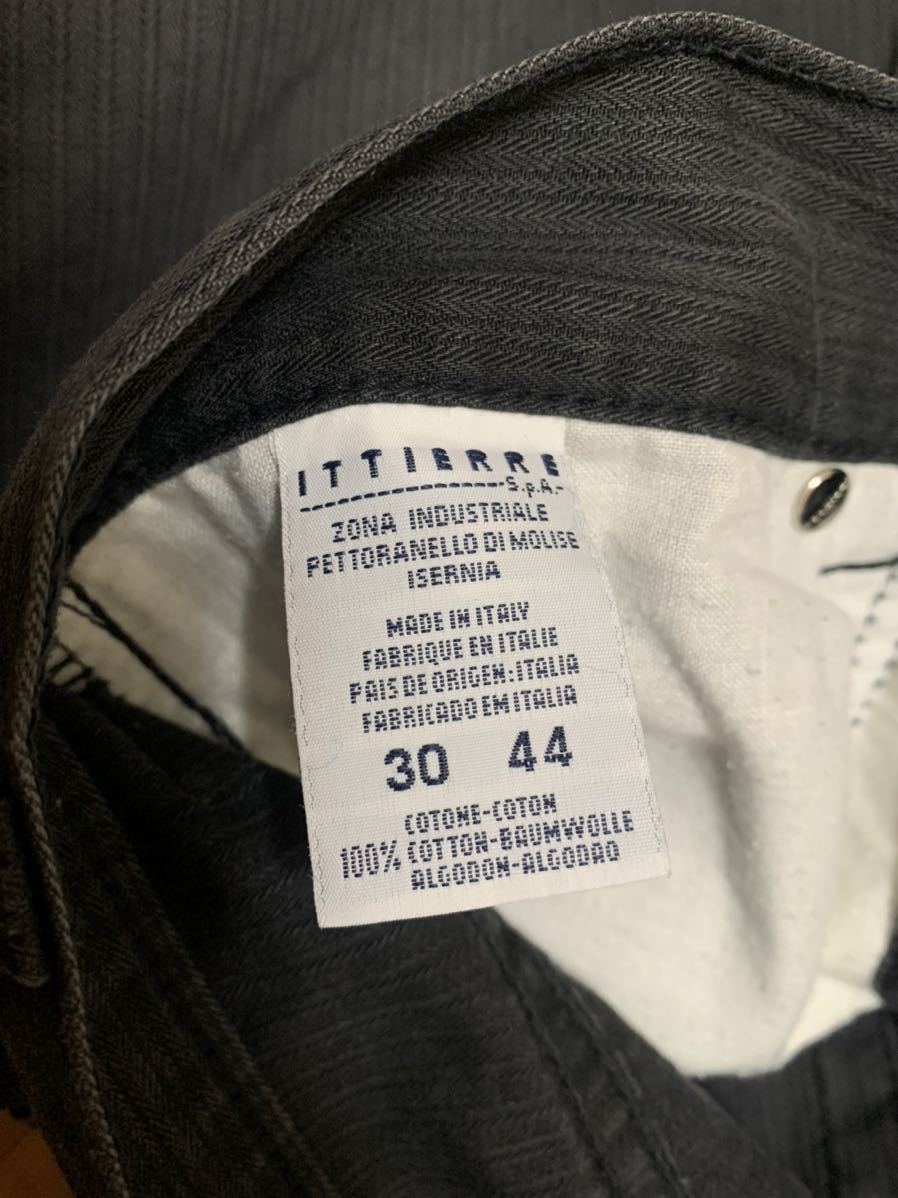 ITTIERRE
S.p.A.
ZONA INDUSTRIALE
PETTORANELLO DI MOLISE
ISERNIA
MADE IN ITALY
FABRIQUE EN ITALIE
PAIS DE ORIGEN:ITALIA
FABRICADO EM ITALIA
30 44
COTONE-COTON
100% COTTON-BAUMWOLLE
ALGODON-ALGODAO